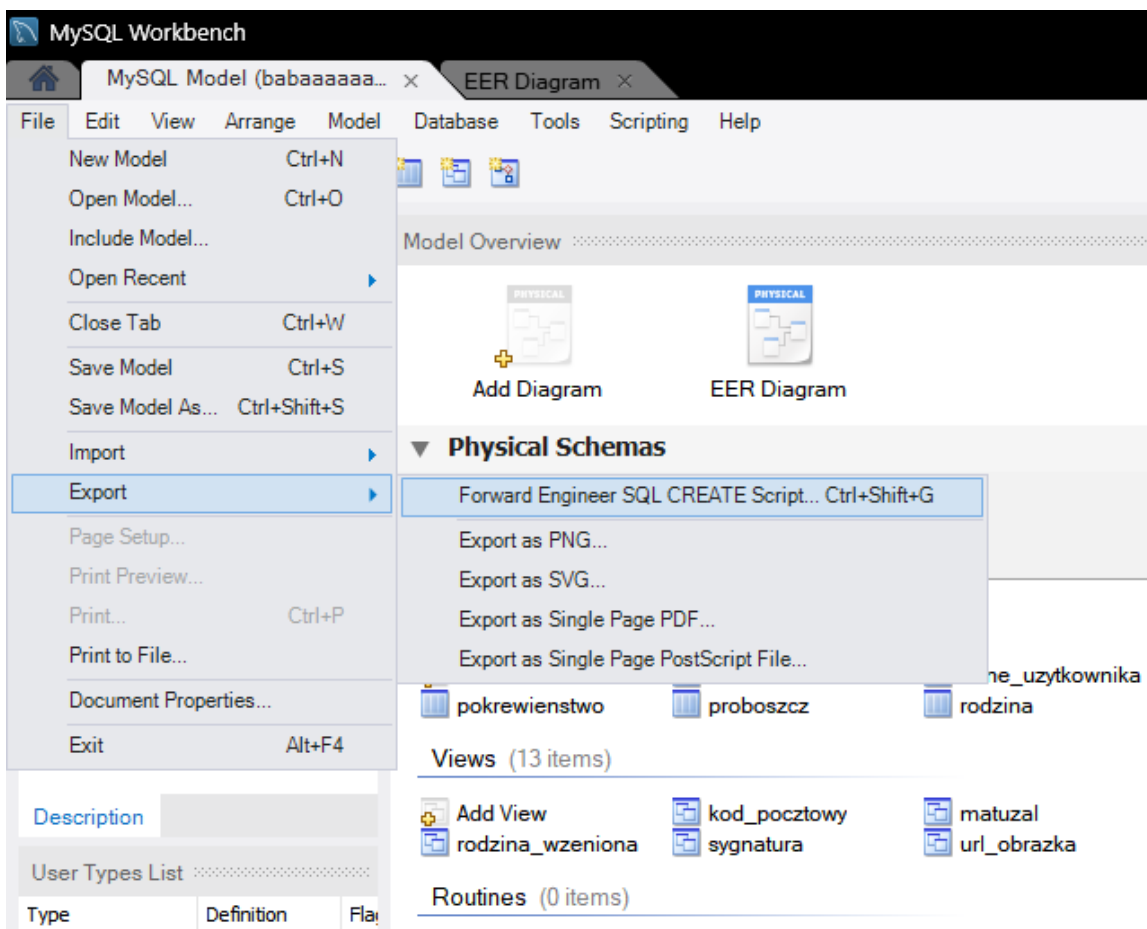 MySQL Workbench
MySQL Model (babaaaaaa... × EER Diagram ×
File Edit View Arrange Model Database Tools Scripting Help
New Model Ctrl+N
Open Model... Ctrl+O
Include Model...
Open Recent
Close Tab Ctrl+W
Save Model Ctrl+S
Save Model As... Ctrl+Shift+S
Import
Export
Page Setup...
Print Preview...
Print... Ctrl+P
Print to File...
Document Properties...
Exit Alt+F4
Model Overview
PHYSICAL PHYSICAL
Add Diagram EER Diagram
Physical Schemas
Forward Engineer SQL CREATE Script... Ctrl+Shift+G
Export as PNG...
Export as SVG...
Export as Single Page PDF...
Export as Single Page PostScript File...
ne_uzytkownika
pokrewienstwo proboszcz rodzina
Views (13 items)
Add View kod_pocztowy matuzal
rodzina_wzeniona sygnatura url_obrazka
Routines (0 items)
Description
User Types List
Type Definition Flag